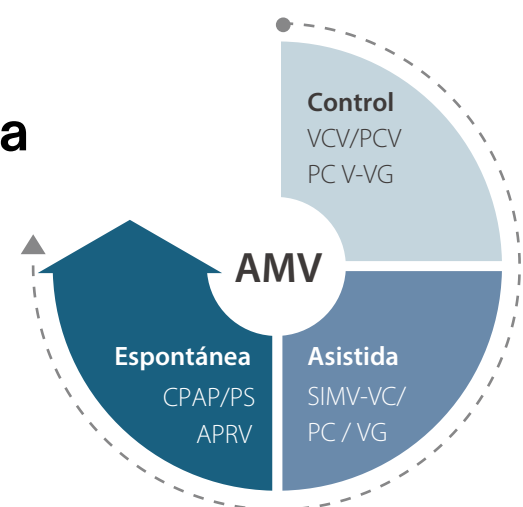 a
Control
VCV/PCV
PC V-VG
AMV
Espontánea
CPAP/PS
APRV
Asistida
SIMV-VC/
PC / VG